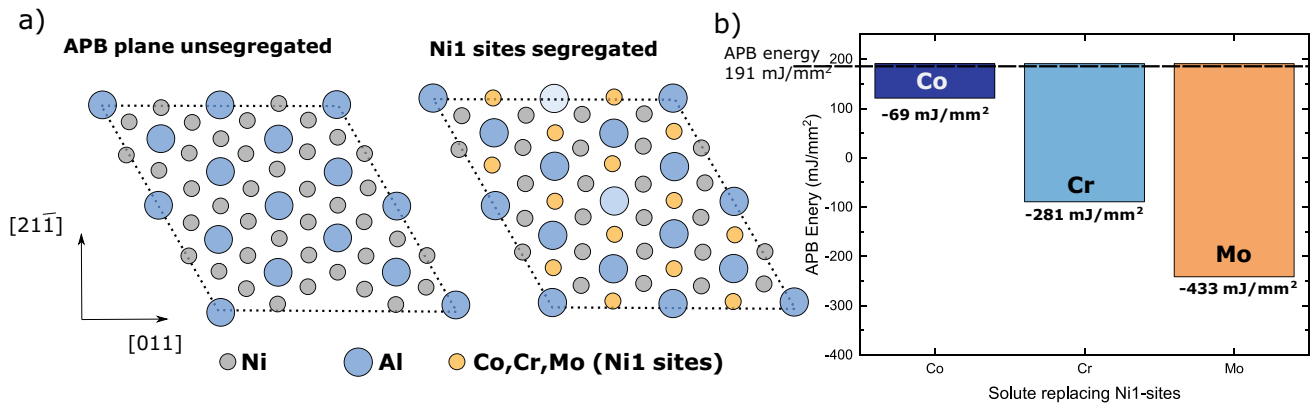 a)
APB plane unsegregated
Ni1 sites segregated
[211̅]
[011]
Ni
Al
Co,Cr,Mo (Ni1 sites)
b)
APB energy
191 mJ/mm²
APB Enery (mJ/mm²)
200
100
0
-100
-200
-300
-400
Co
-69 mJ/mm²
Cr
-281 mJ/mm²
Mo
-433 mJ/mm²
Co
Cr
Mo
Solute replacing Ni1-sites